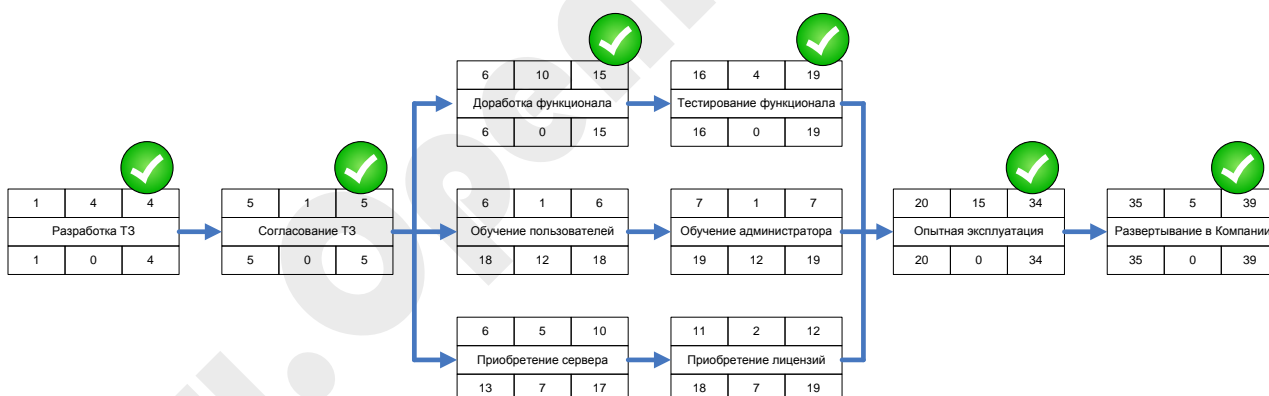 6 10 15
Доработка функционала
6 0 15
16 4 19
Тестирование функционала
16 0 19
1 4 4
Разработка ТЗ
1 0 4
5 1 5
Согласование ТЗ
5 0 5
6 1 6
Обучение пользователей
18 12 18
7 1 7
Обучение администратора
19 12 19
20 15 34
Опытная эксплуатация
20 0 34
35 5 39
Развертывание в Компании
35 0 39
6 5 10
Приобретение сервера
13 7 17
11 2 12
Приобретение лицензий
18 7 19